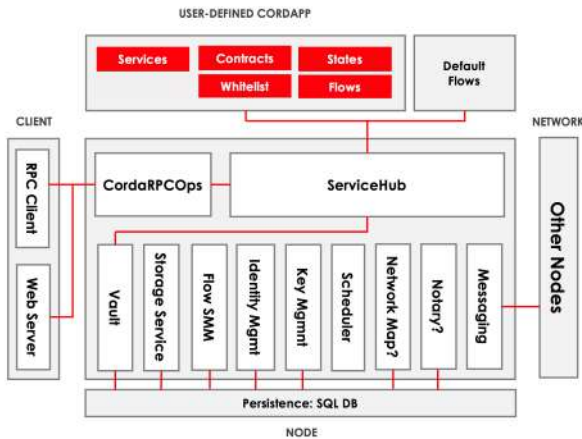 USER-DEFINED CORDAPP
Services
Contracts
States
Whitelist
Flows
Default
Flows
CLIENT
NETWORK
RPC Client
Web Server
CordaRPCOps
ServiceHub
Vault
Storage Service
Flow SMM
Identity Mgmt
Key Mgmnt
Scheduler
Network Map?
Notary?
Messaging
Other Nodes
Persistence: SQL DB
NODE